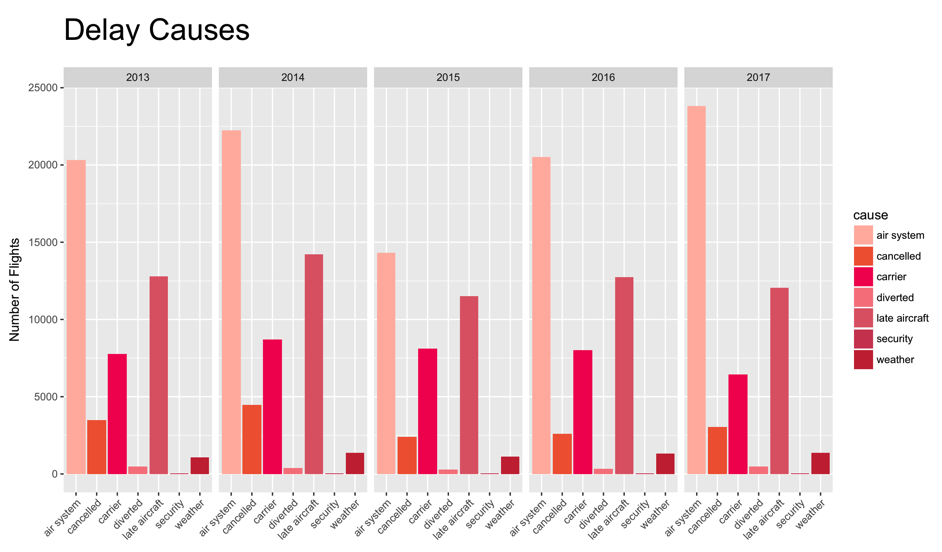 Delay Causes
2013 2014 2015 2016 2017
25000
20000
15000
10000
5000
0
Number of Flights
air system cancelled carrier diverted late aircraft security weather air system cancelled carrier diverted late aircraft security weather air system cancelled carrier diverted late aircraft security weather air system cancelled carrier diverted late aircraft security weather air system cancelled carrier diverted late aircraft security weather
cause
air system
cancelled
carrier
diverted
late aircraft
security
weather